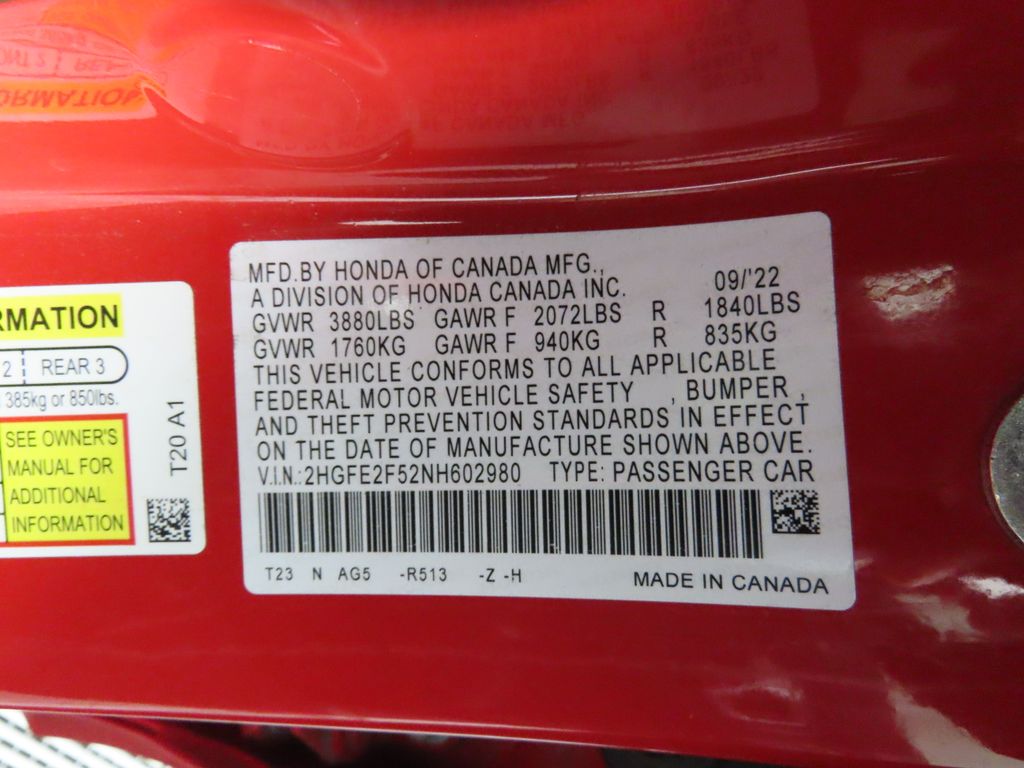 RMATION
2 REAR 3
385kg or 850lbs.
SEE OWNER'S
MANUAL FOR
ADDITIONAL
INFORMATION
T20 A1
MFD.BY HONDA OF CANADA MFG.,
A DIVISION OF HONDA CANADA INC. 09/'22
GVWR 3880LBS GAWR F 2072LBS R 1840LBS
GVWR 1760KG GAWR F 940KG R 835KG
THIS VEHICLE CONFORMS TO ALL APPLICABLE
FEDERAL MOTOR VEHICLE SAFETY , BUMPER ,
AND THEFT PREVENTION STANDARDS IN EFFECT
ON THE DATE OF MANUFACTURE SHOWN ABOVE.
V.I.N.:2HGFE2F52NH602980 TYPE: PASSENGER CAR
T23 N AG5 -R513 -Z -H MADE IN CANADA